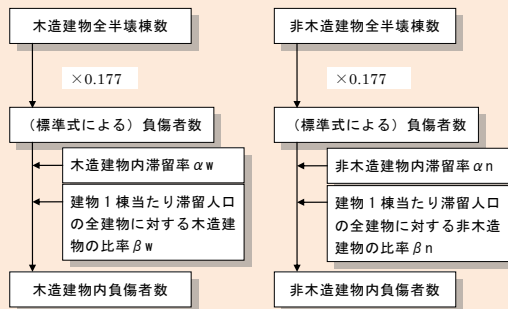 木造建物全半壊棟数
×0.177
(標準式による)負傷者数
木造建物内滞留率αw
建物1棟当たり滞留人口
の全建物に対する木造建
物の比率βw
木造建物内負傷者数
非木造建物全半壊棟数
×0.177
(標準式による)負傷者数
非木造建物内滞留率αn
建物1棟当たり滞留人口
の全建物に対する非木造
建物の比率βn
非木造建物内負傷者数